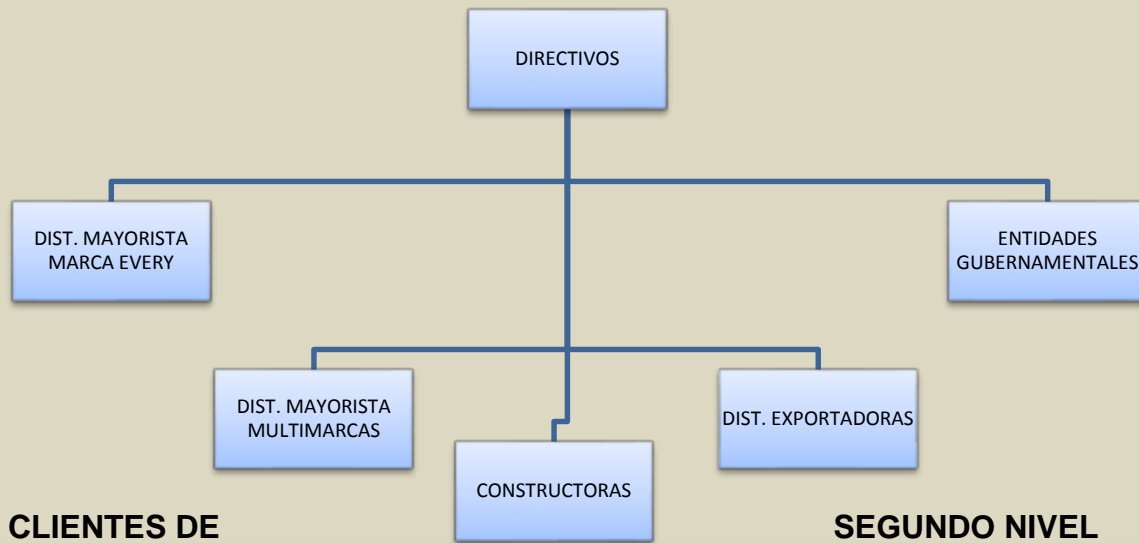 DIRECTIVOS
DIST. MAYORISTA
MARCA EVERY
ENTIDADES
GUBERNAMENTALES
DIST. MAYORISTA
MULTIMARCAS
DIST. EXPORTADORAS
CONSTRUCTORAS
CLIENTES DE SEGUNDO NIVEL